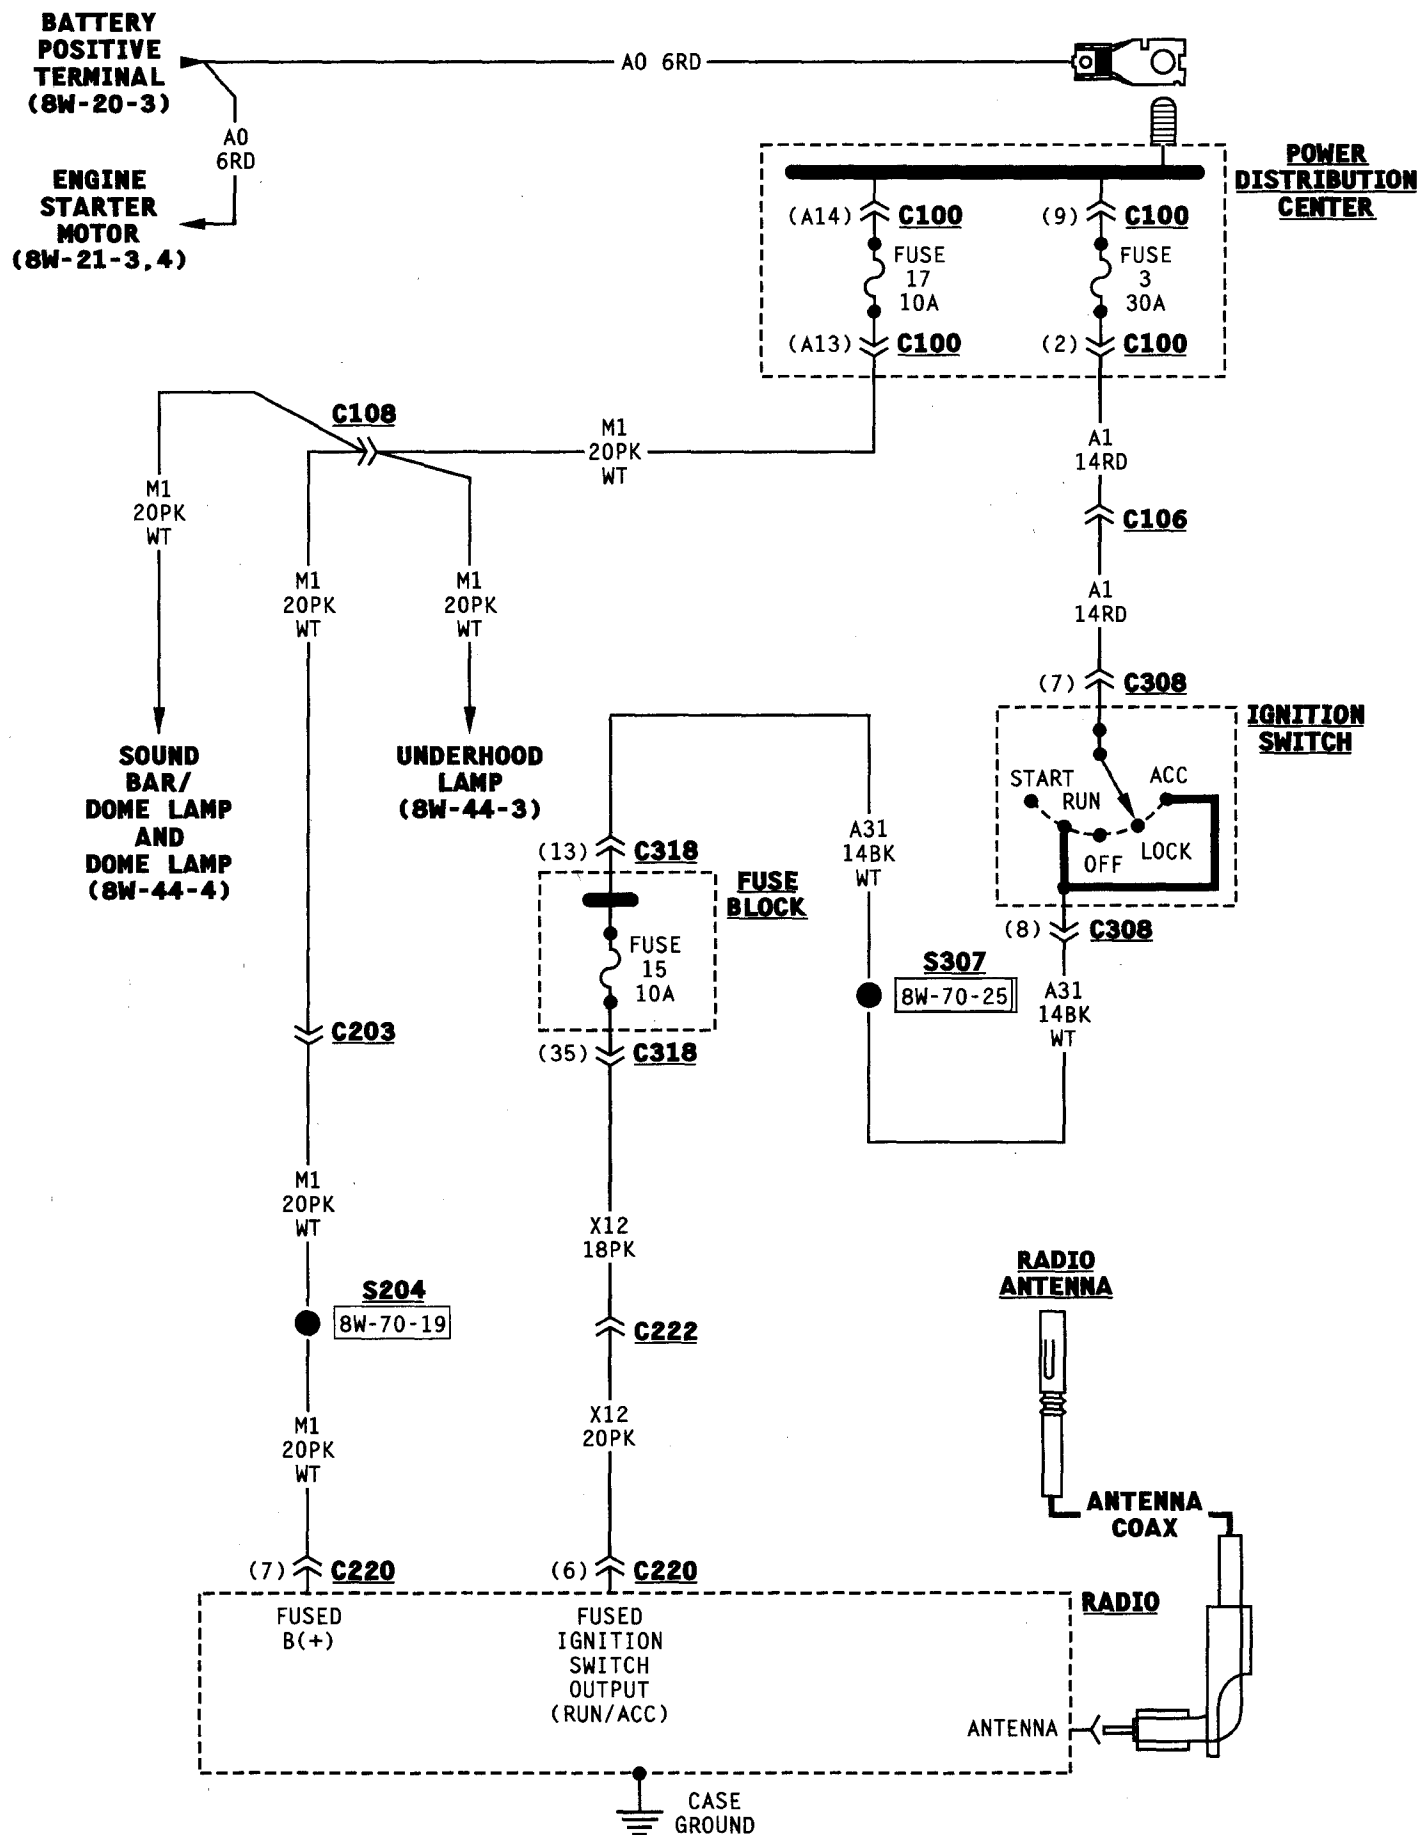 BATTERY
POSITIVE
TERMINAL
(8W-20-3)
A0 6RD
A0
6RD
ENGINE
STARTER
MOTOR
(8W-21-3,4)
POWER
DISTRIBUTION
CENTER
(A14)
C100
(9)
C100
FUSE
17
10A
FUSE
3
30A
(A13)
C100
(2)
C100
C108
M1
20PK
WT
A1
14RD
M1
20PK
WT
C106
M1
20PK
WT
M1
20PK
WT
A1
14RD
(7)
C308
IGNITION
SWITCH
SOUND
BAR/
DOME LAMP
AND
DOME LAMP
(8W-44-4)
UNDERHOOD
LAMP
(8W-44-3)
START
RUN
ACC
OFF
LOCK
A31
14BK
WT
(13)
C318
FUSE
BLOCK
FUSE
15
10A
(8)
C308
S307
8W-70-25
A31
14BK
WT
C203
(35)
C318
M1
20PK
WT
X12
18PK
S204
8W-70-19
C222
RADIO
ANTENNA
M1
20PK
WT
X12
20PK
ANTENNA
COAX
(7)
C220
(6)
C220
RADIO
FUSED
B(+)
FUSED
IGNITION
SWITCH
OUTPUT
(RUN/ACC)
ANTENNA
CASE
GROUND